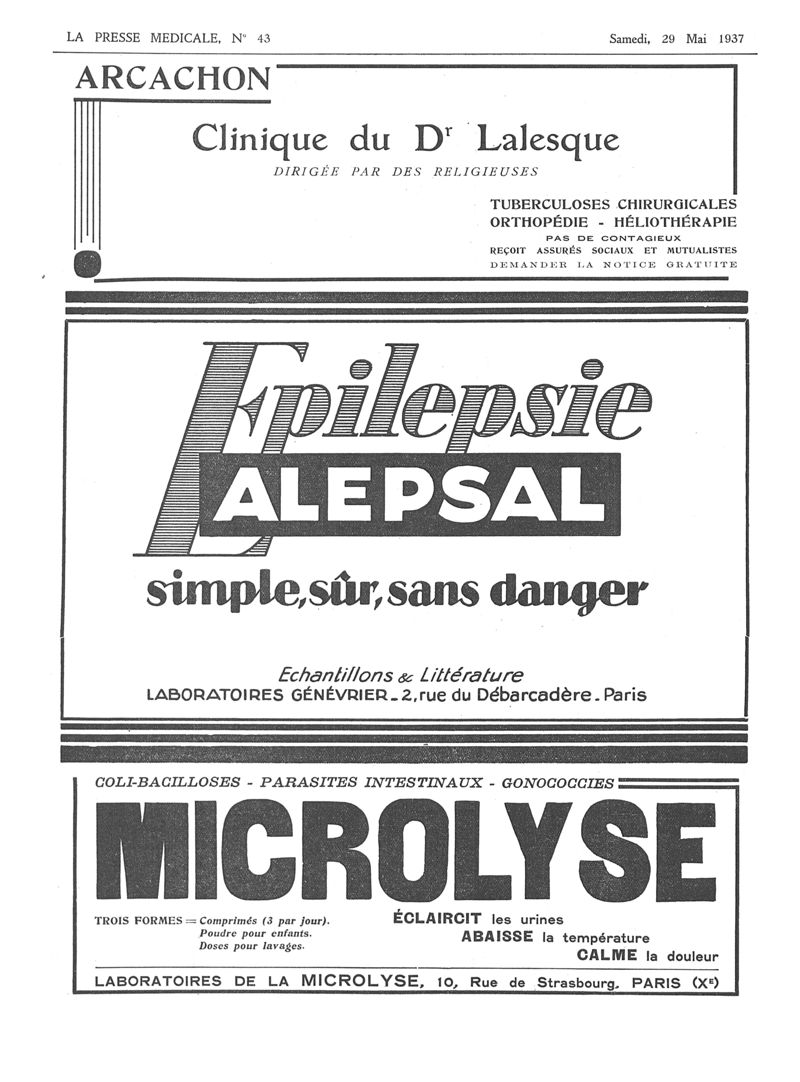 LA PRESSE MEDICALE, N° 43
Samedi, 29 Mai 1937
ARCACHON
Clinique du Dr Lalesque
DIRIGÉE PAR DES RELIGIEUSES
TUBERCULOSES CHIRURGICALES
ORTHOPÉDIE - HÉLIOTHÉRAPIE
PAS DE CONTAGIEUX
REÇOIT ASSURÉS SOCIAUX ET MUTUALISTES
DEMANDER LA NOTICE GRATUITE
Epilepsie
ALEPSAL
simple, sûr, sans danger
Echantillons & Littérature
LABORATOIRES GÉNÉVRIER - 2, rue du Débarcadère - Paris
COLI-BACILLOSES - PARASITES INTESTINAUX - GONOCOCCIES
MICROLYSE
TROIS FORMES = Comprimés (3 par jour).
Poudre pour enfants.
Doses pour lavages.
ÉCLAIRCIT les urines
ABAISSE la température
CALME la douleur
LABORATOIRES DE LA MICROLYSE, 10, Rue de Strasbourg, PARIS (XE)